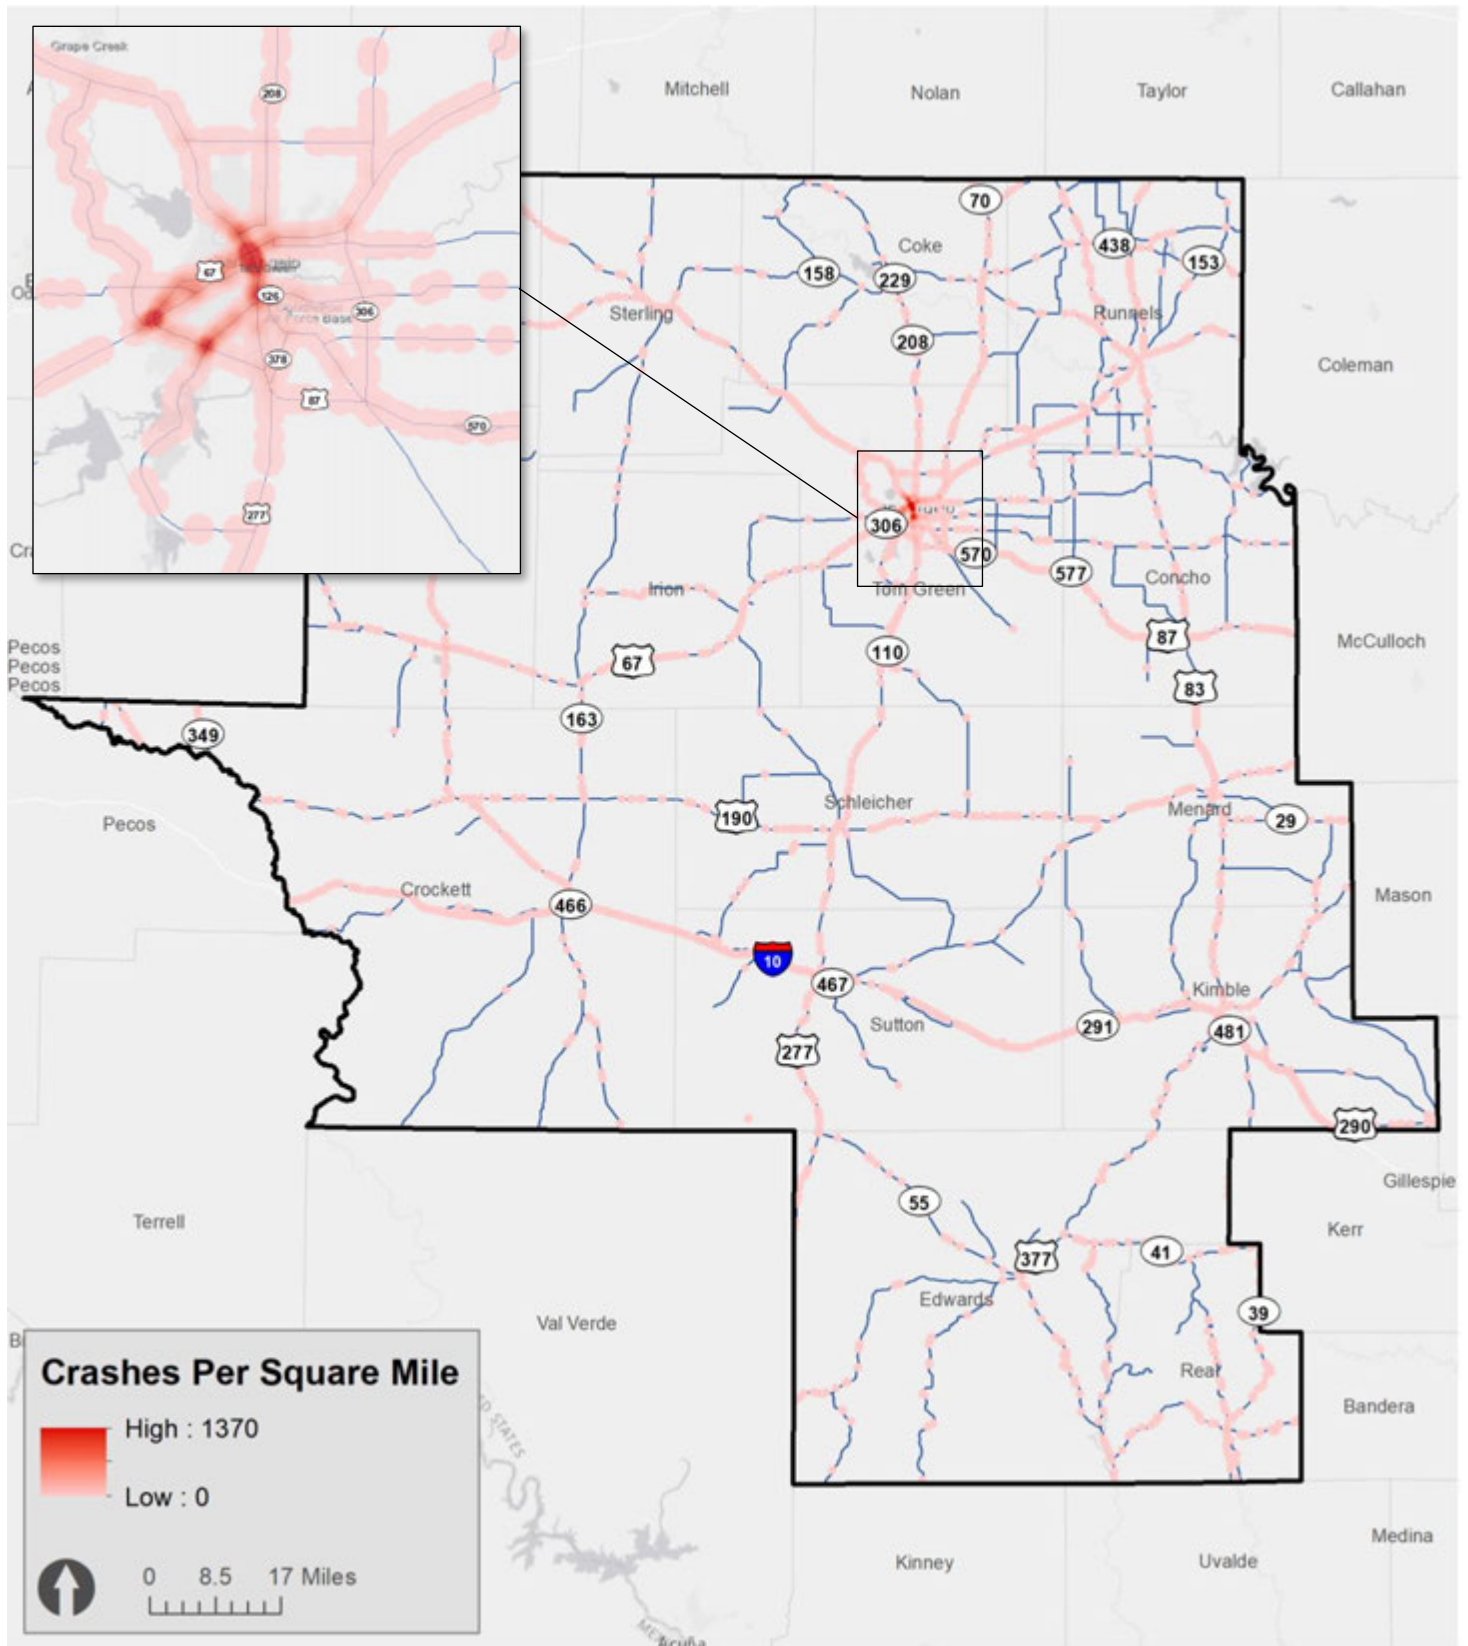 Grape Creek
208
67
126
306
Force Base
378
87
570
277
Mitchell
Nolan
Taylor
Callahan
70
Coke
438
158
229
153
Sterling
Runnels
208
Coleman
306
570
577
Irion
Tom Green
Concho
87
McCulloch
67
110
83
Pecos
Pecos
Pecos
163
349
Schleicher
190
Menard
29
Pecos
Crockett
466
Mason
10
467
Kimble
Sutton
291
481
277
290
Gillespie
55
Terrell
Kerr
377
41
Edwards
39
Val Verde
Real
Bandera
Crashes Per Square Mile
High : 1370
Low : 0
0 8.5 17 Miles
Medina
Kinney
Uvalde
Acuña